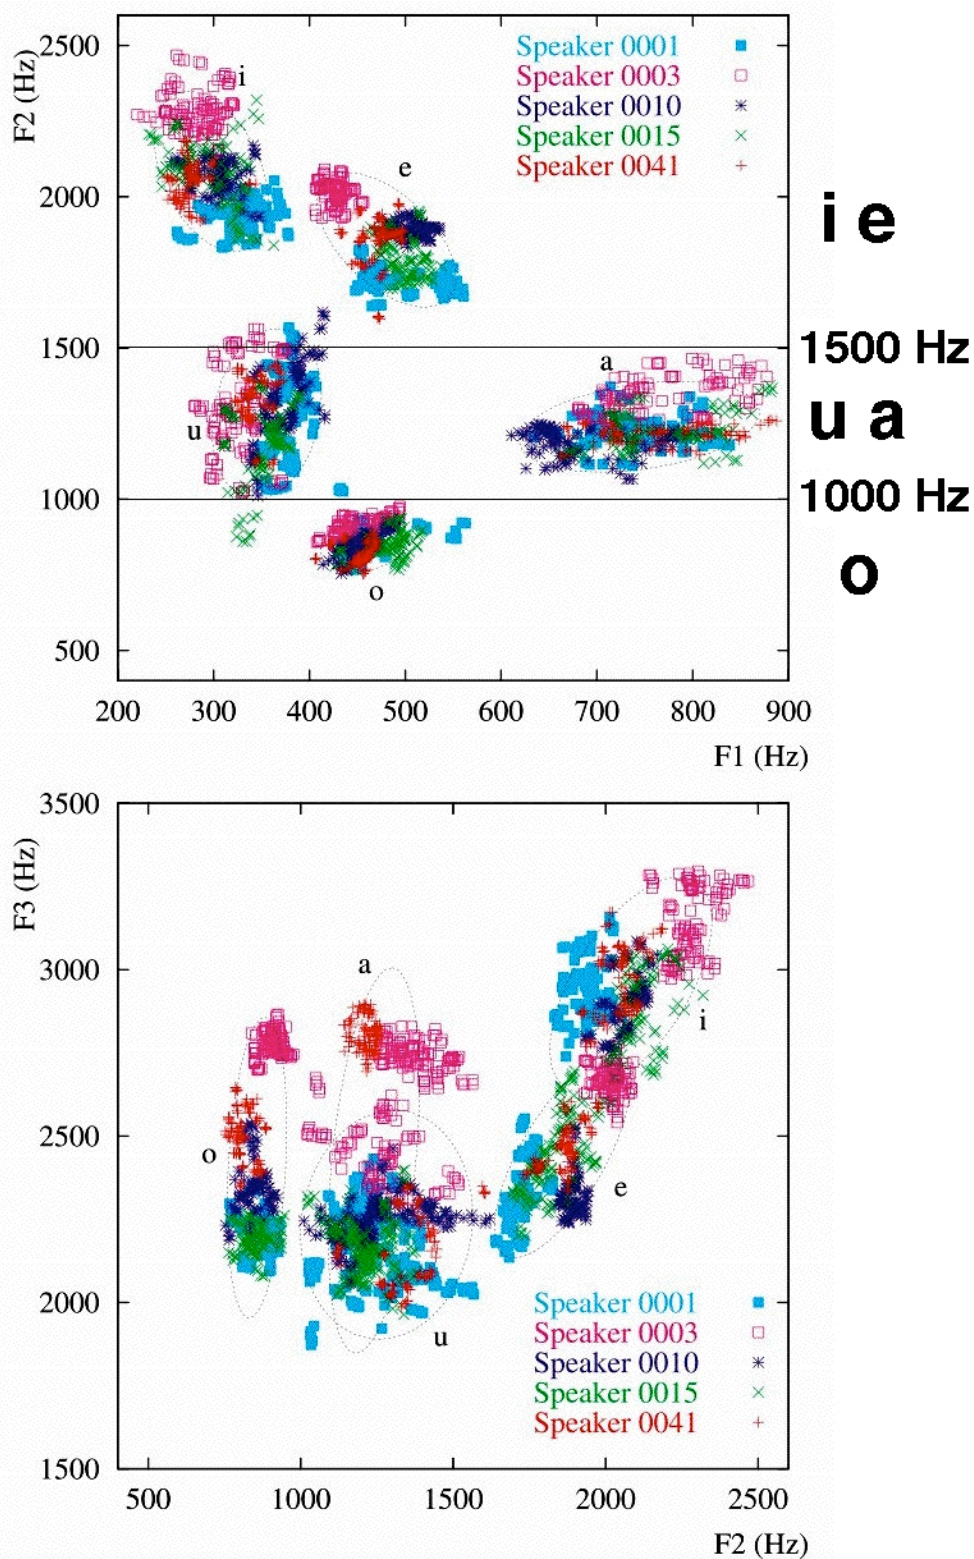 F2 (Hz)
2500
2000
1500
1000
500
Speaker 0001
Speaker 0003
Speaker 0010
Speaker 0015
Speaker 0041
i
e
a
u
o
200 300 400 500 600 700 800 900
F1 (Hz)
i e
1500 Hz
u a
1000 Hz
o
F3 (Hz)
3500
3000
2500
2000
1500
a
i
o
e
u
Speaker 0001
Speaker 0003
Speaker 0010
Speaker 0015
Speaker 0041
500 1000 1500 2000 2500
F2 (Hz)